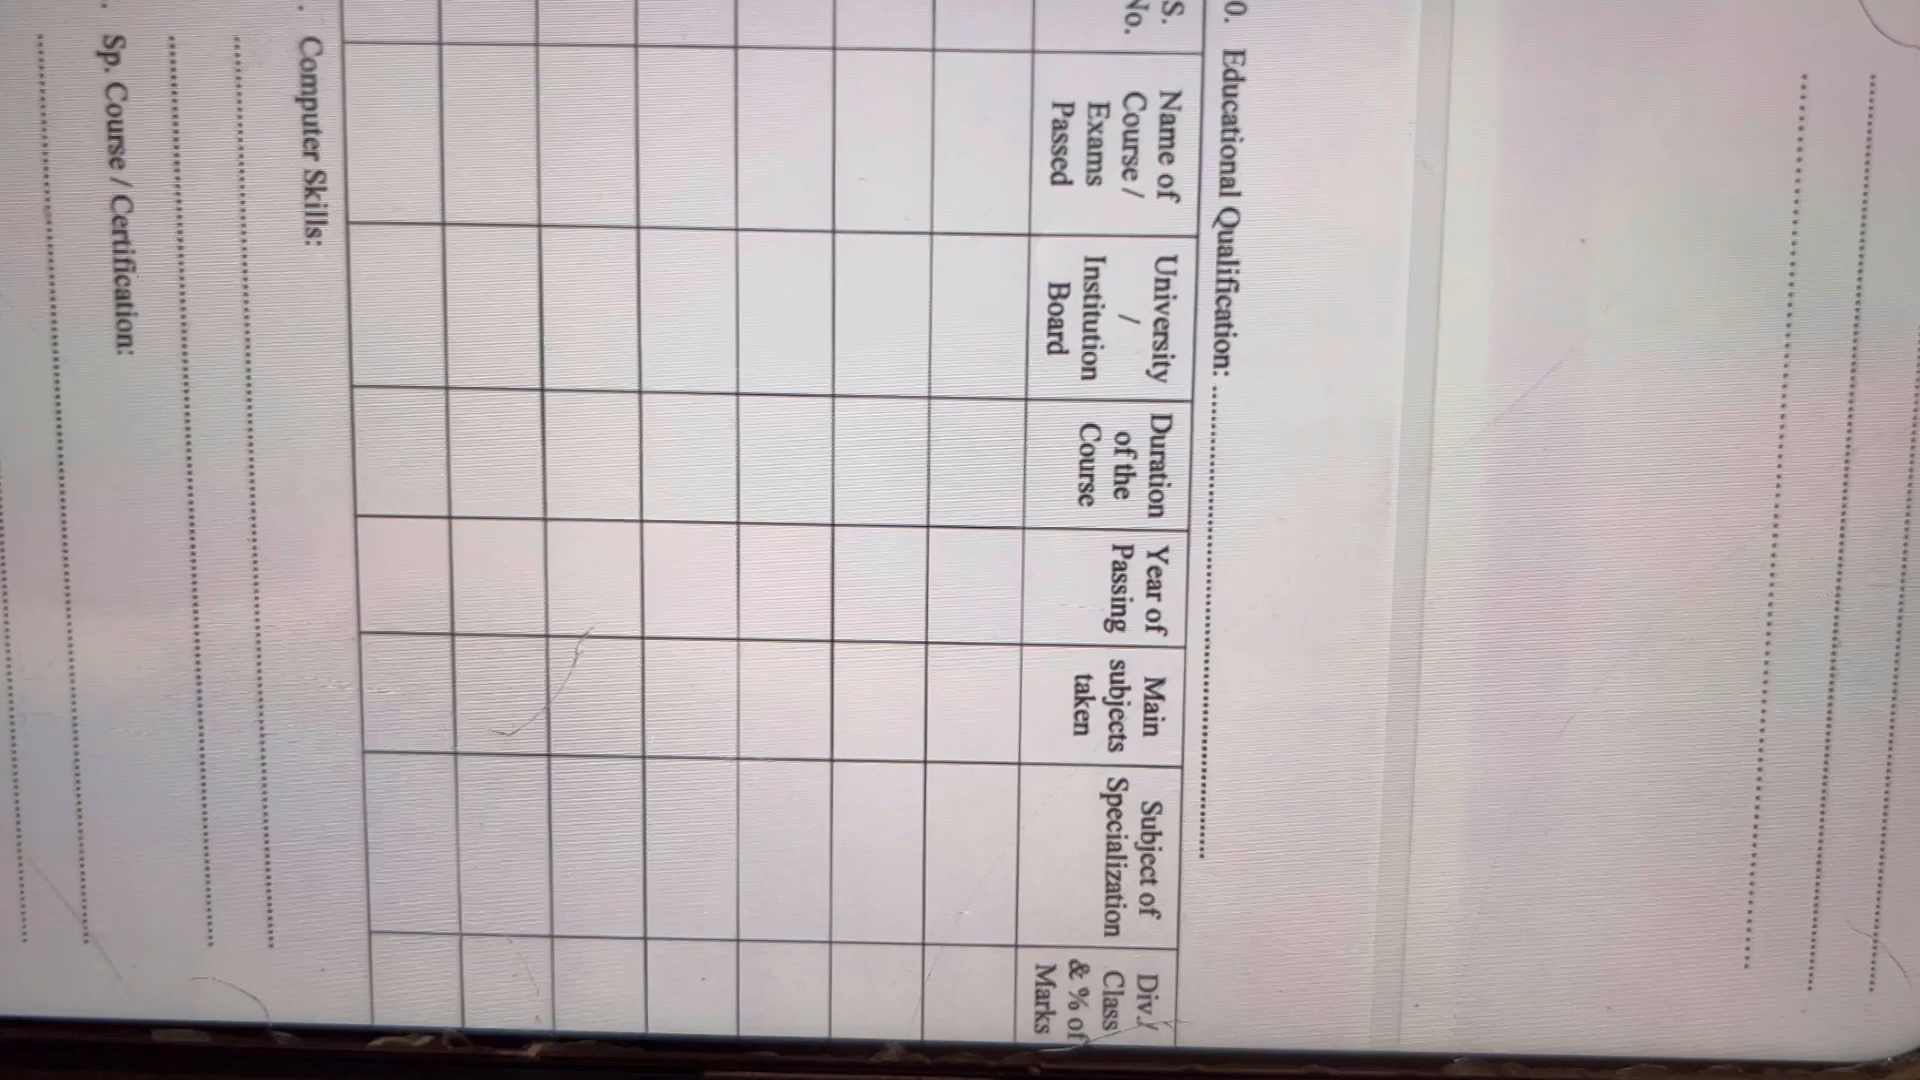 0. Educational Qualification: ........................................................
S. No. | Name of Course / Exams Passed | University / Institution Board | Duration of the Course | Year of Passing | Main subjects taken | Subject of Specialization | Div./ Class & % of Marks
. Computer Skills:
. Sp. Course / Certification: